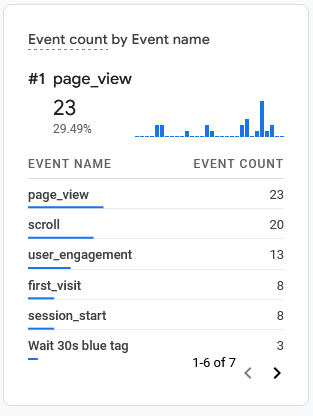 Event count by Event name
#1 page_view
23
29.49%
EVENT NAME EVENT COUNT
page_view 23
scroll 20
user_engagement 13
first_visit 8
session_start 8
Wait 30s blue tag 3
1-6 of 7